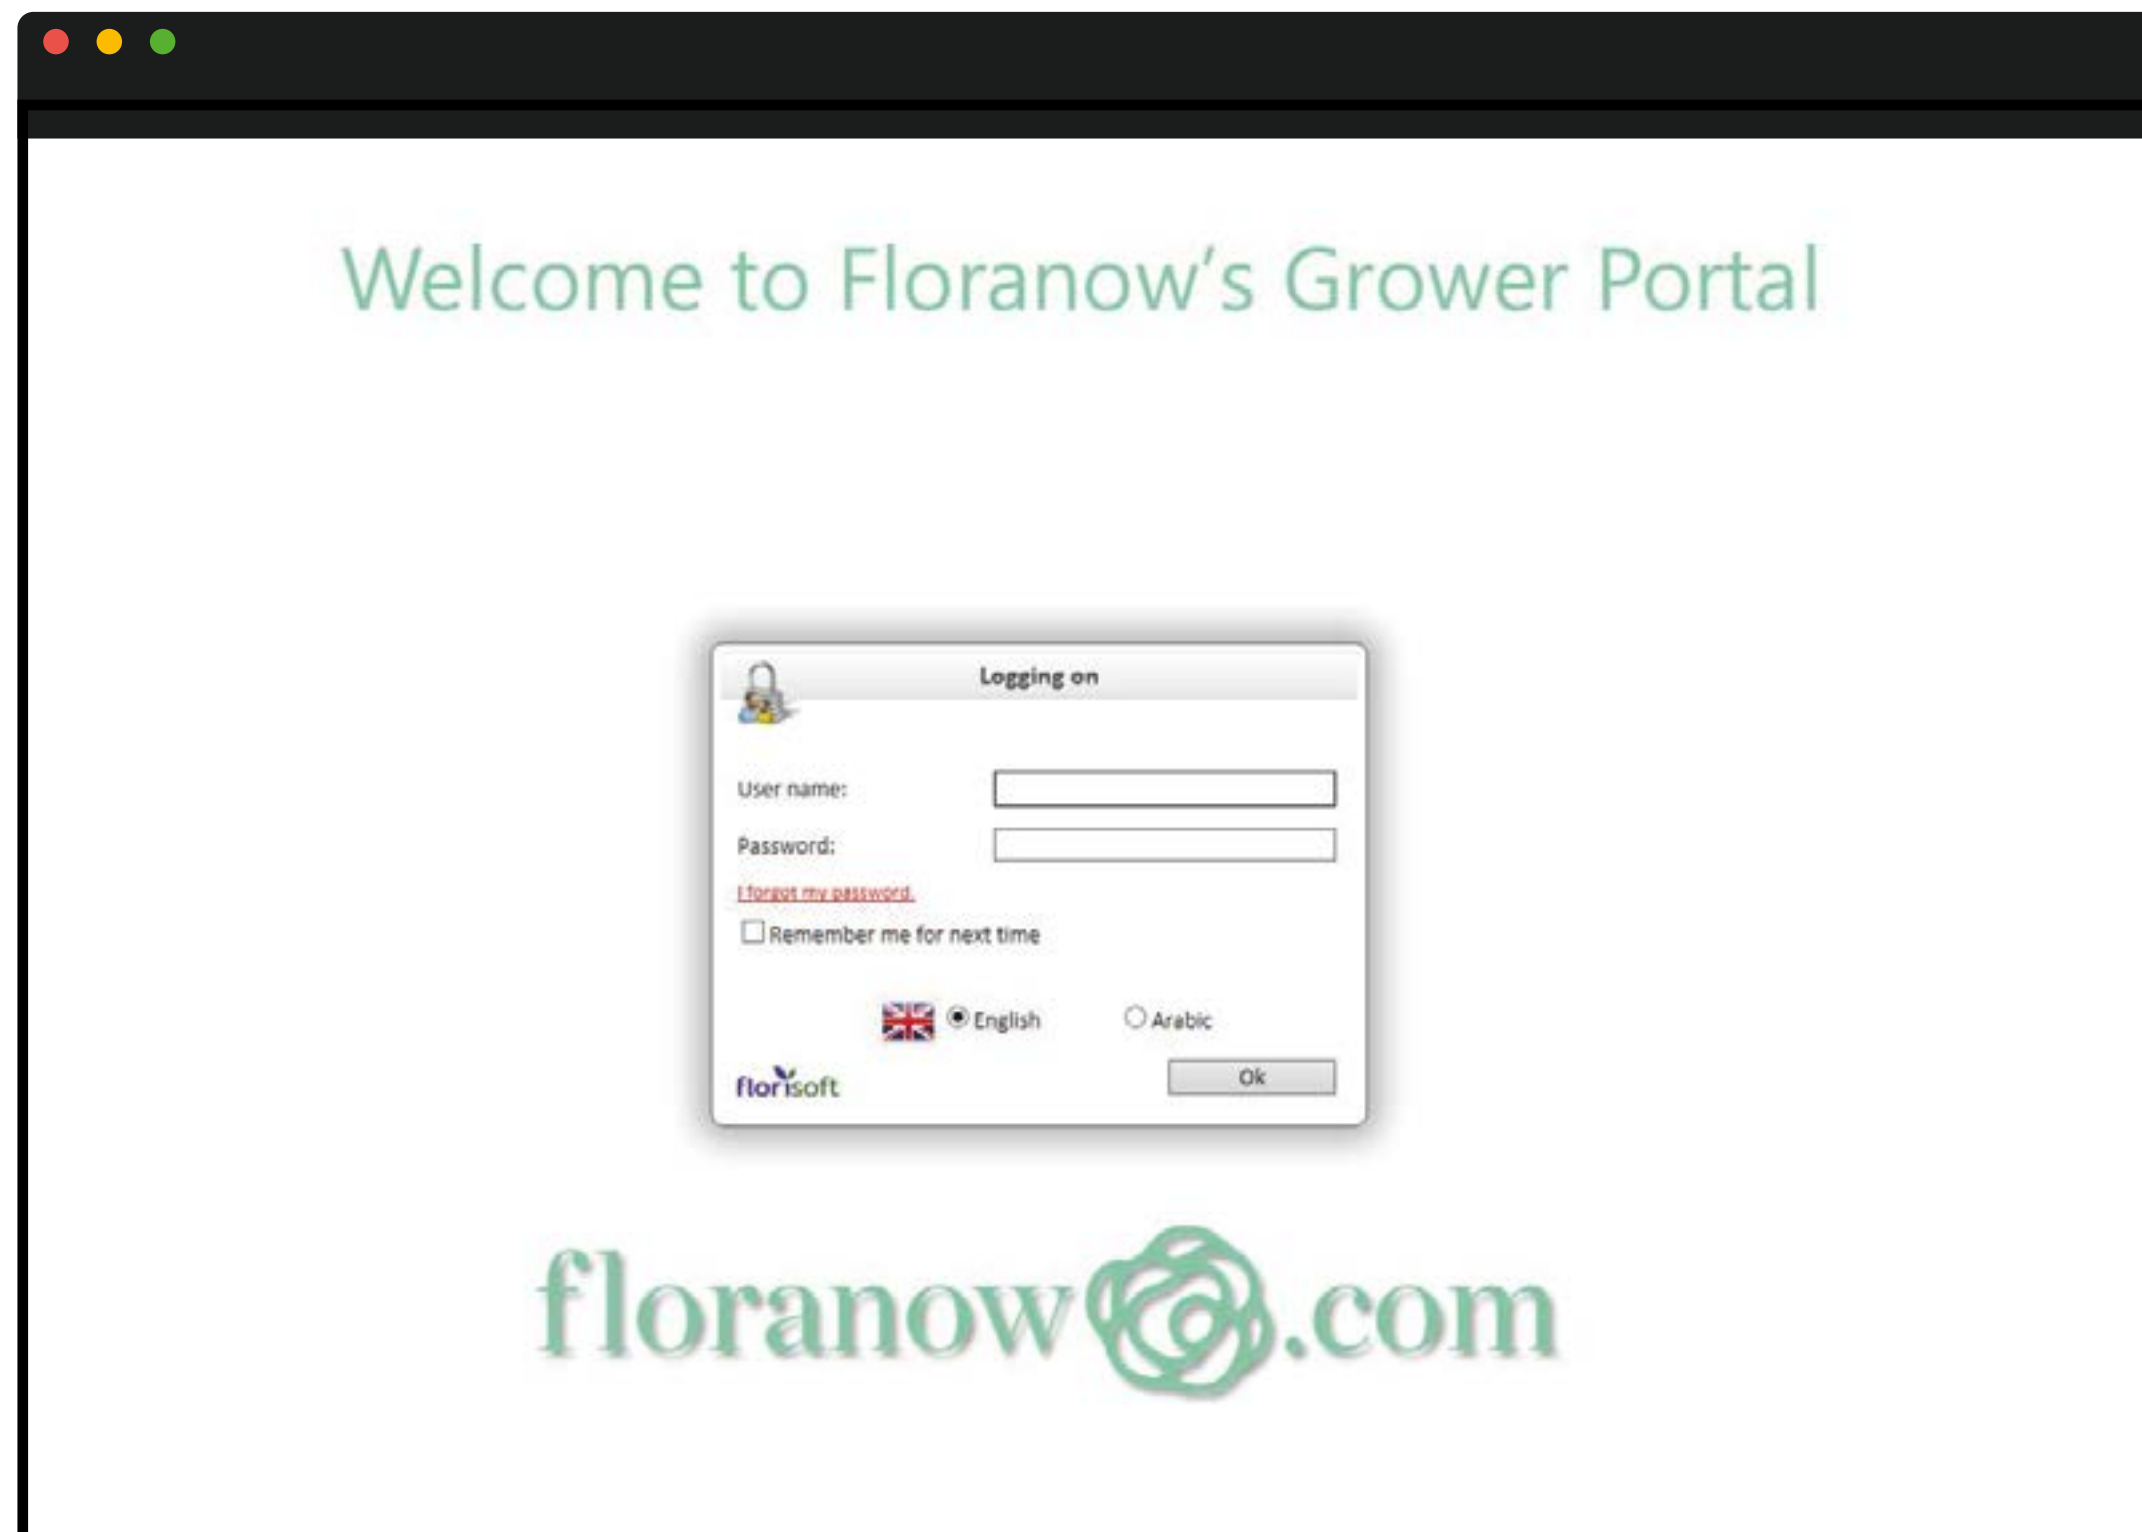 Welcome to Floranow's Grower Portal
Logging on
User name:
Password:
I forgot my password.
Remember me for next time
English
Arabic
florisoft
Ok
floranow.com